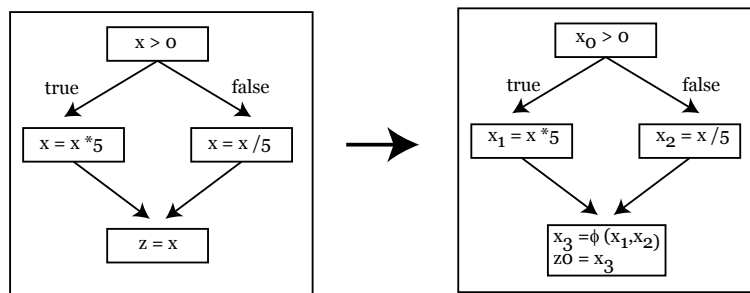 x > 0
true
false
x = x *5
x = x /5
z = x
x₀ > 0
true
false
x₁ = x *5
x₂ = x /5
x₃ =ϕ (x₁,x₂)
z0 = x₃